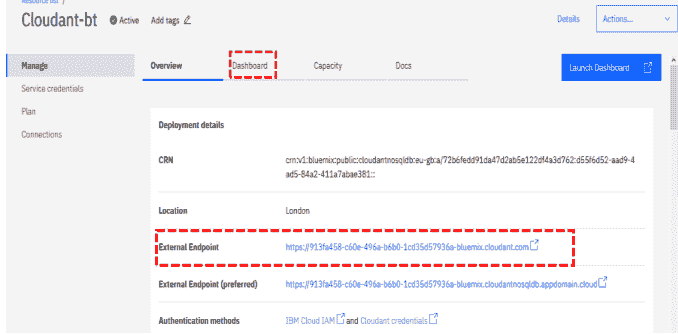 Resource list /
Cloudant-bt Active Add tags Details Actions...
Manage Overview Dashboard Capacity Docs Launch Dashboard
Service credentials
Plan
Connections
Deployment details
CRN crn:v1:bluemix:public:cloudantnosqldb:eu-gb:a/72b6fedd91da47d2ab5e122df4a3d762:d55f6d52-aad9-4
ad5-84a2-411a7abae381::
Location London
External Endpoint https://913fa458-c60e-496a-b6b0-1cd35d57936a-bluemix.cloudant.com
External Endpoint (preferred) https://913fa458-c60e-496a-b6b0-1cd35d57936a-bluemix.cloudantnosqldb.appdomain.cloud
Authentication methods IBM Cloud IAM and Cloudant credentials